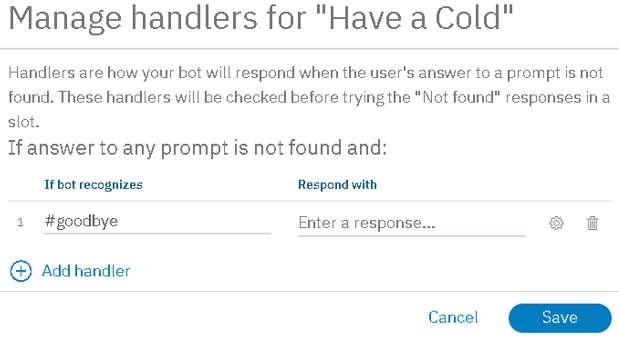 Manage handlers for "Have a Cold"
Handlers are how your bot will respond when the user's answer to a prompt is not
found. These handlers will be checked before trying the "Not found" responses in a
slot.
If answer to any prompt is not found and:
If bot recognizes Respond with
1 #goodbye Enter a response...
Add handler
Cancel Save